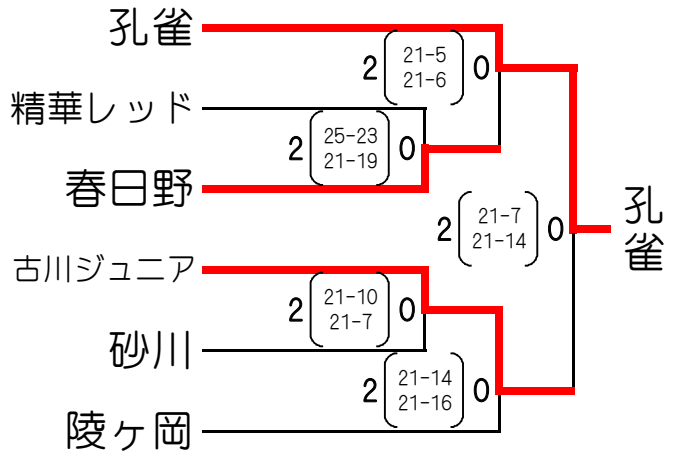 孔雀
2 21-5 0
21-6
精華レッド
2 25-23 0
21-19
春日野
2 21-7 0
21-14
孔雀
古川ジュニア
2 21-10 0
21-7
砂川
2 21-14 0
21-16
陵ヶ岡